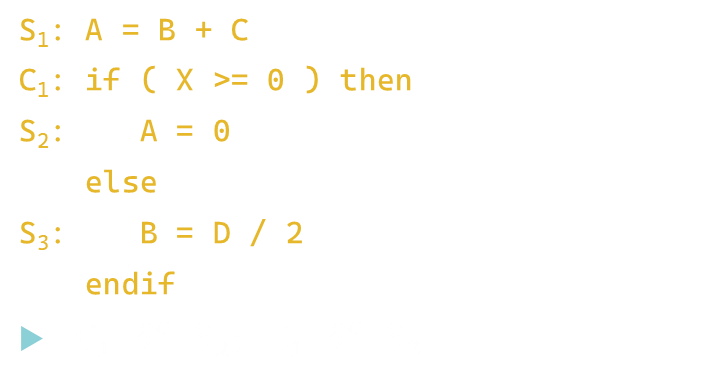 S₁: A = B + C
C₁: if ( X >= 0 ) then
S₂:    A = 0
else
S₃:    B = D / 2
endif